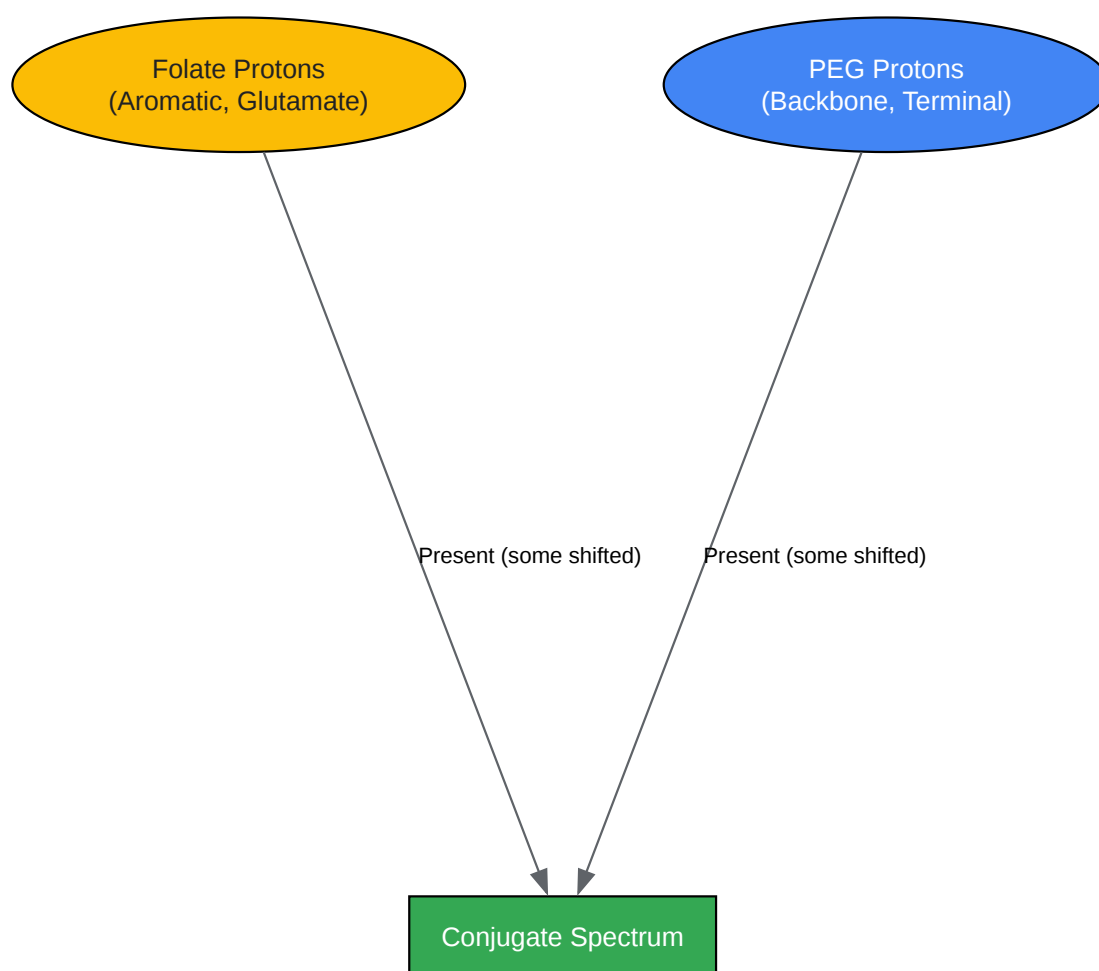 Folate Protons
(Aromatic, Glutamate)
PEG Protons
(Backbone, Terminal)
Present (some shifted)
Present (some shifted)
Conjugate Spectrum